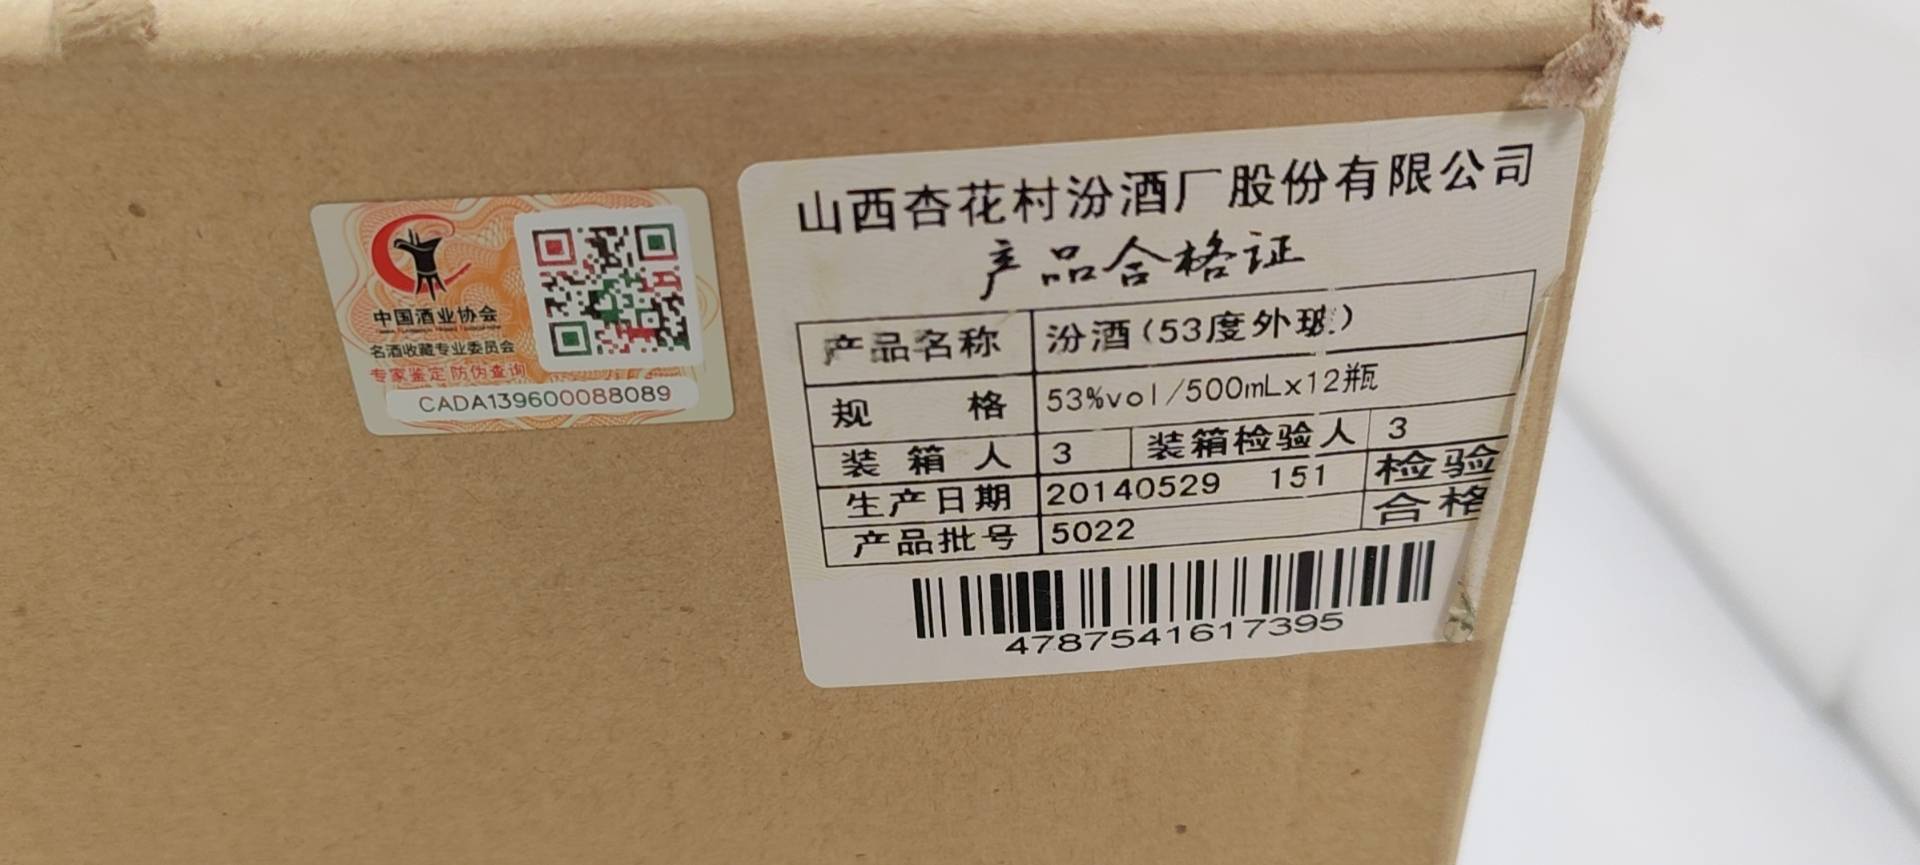 中国酒业协会
名酒收藏专业委员会
专家鉴定 防伪查询
CADA139600088089
山西杏花村汾酒厂股份有限公司
产品合格证
产品名称 汾酒(53度外玻)
规格 53%vol/500mLx12瓶
装箱人 3 装箱检验人 3
生产日期 20140529 151 检验
产品批号 5022 合格
4787541617395